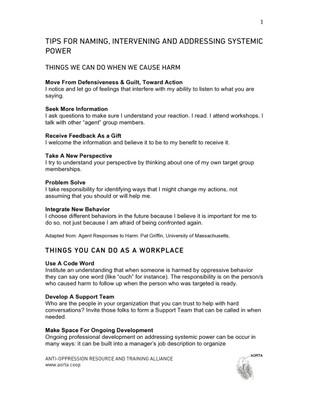 1
TIPS FOR NAMING, INTERVENING AND ADDRESSING SYSTEMIC
POWER
THINGS WE CAN DO WHEN WE CAUSE HARM
Move From Defensiveness & Guilt, Toward Action
I notice and let go of feelings that interfere with my ability to listen to what you are
saying.
Seek More Information
I ask questions to make sure I understand your reaction. I read. I attend workshops. I
talk with other “agent” group members.
Receive Feedback As a Gift
I welcome the information and believe it to be to my benefit to receive it.
Take A New Perspective
I try to understand your perspective by thinking about one of my own target group
memberships.
Problem Solve
I take responsibility for identifying ways that I might change my actions, not
assuming that you should or will help me.
Integrate New Behavior
I choose different behaviors in the future because I believe it is important for me to
do so, not just because I am afraid of being confronted again.
Adapted from: Agent Responses to Harm. Pat Griffin, University of Massachusetts,
THINGS YOU CAN DO AS A WORKPLACE
Use A Code Word
Institute an understanding that when someone is harmed by oppressive behavior
they can say one word (like “ouch” for instance). The responsibility is on the person/s
who caused harm to follow up when the person who was targeted is ready.
Develop A Support Team
Who are the people in your organization that you can trust to help with hard
conversations? Invite those folks to form a Support Team that can be called in when
needed.
Make Space For Ongoing Development
Ongoing professional development on addressing systemic power can be occur in
many ways: it can be built into a manager’s job description to organize
ANTI-OPPRESSION RESOURCE AND TRAINING ALLIANCE
www.aorta.coop
AORTA